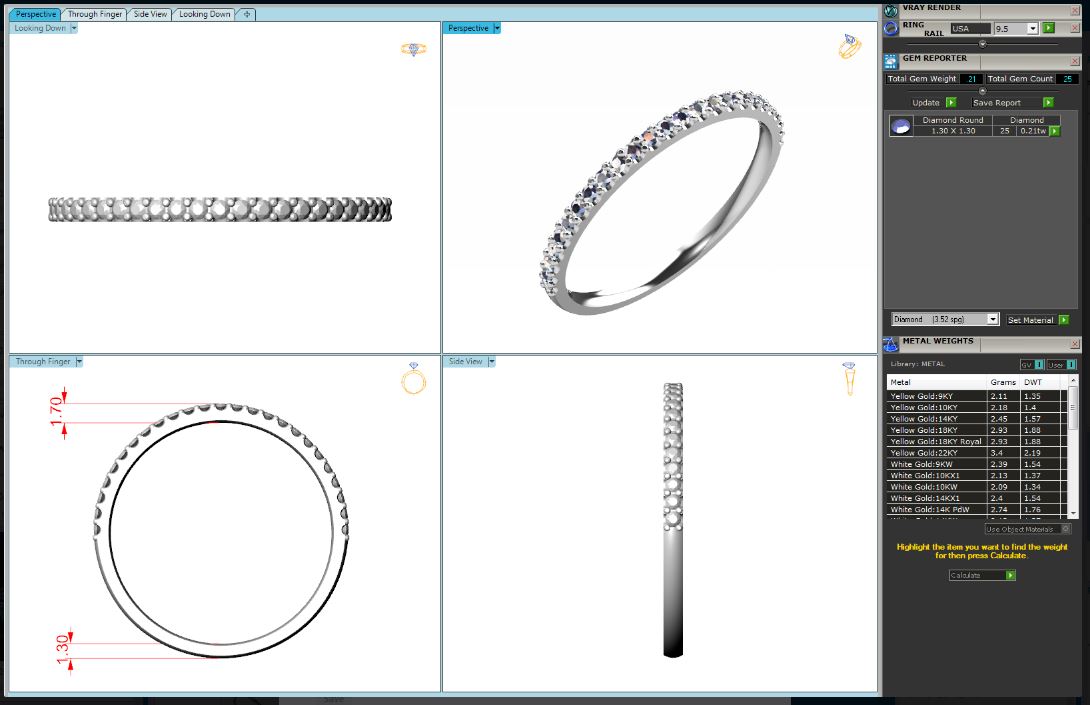 Perspective Through Finger Side View Looking Down
Looking Down
Perspective
1.70
1.30
Through Finger
Side View
VRAY RENDER
RING
RAIL USA 9.5
GEM REPORTER
Total Gem Weight .21 Total Gem Count 25
Update Save Report
Diamond Round Diamond
1.30 X 1.30 25 0.21tw
Diamond (3.52 spg) Set Material
METAL WEIGHTS
Library: METAL GV User
Metal Grams DWT
Yellow Gold:9KY 2.11 1.35
Yellow Gold:10KY 2.18 1.4
Yellow Gold:14KY 2.45 1.57
Yellow Gold:18KY 2.93 1.88
Yellow Gold:18KY Royal 2.93 1.88
Yellow Gold:22KY 3.4 2.19
White Gold:9KW 2.39 1.54
White Gold:10KX1 2.13 1.37
White Gold:10KW 2.09 1.34
White Gold:14KX1 2.4 1.54
White Gold:14K PdW 2.74 1.76
Use Object Materials
Highlight the item you want to find the weight
for then press Calculate.
Calculate
Save